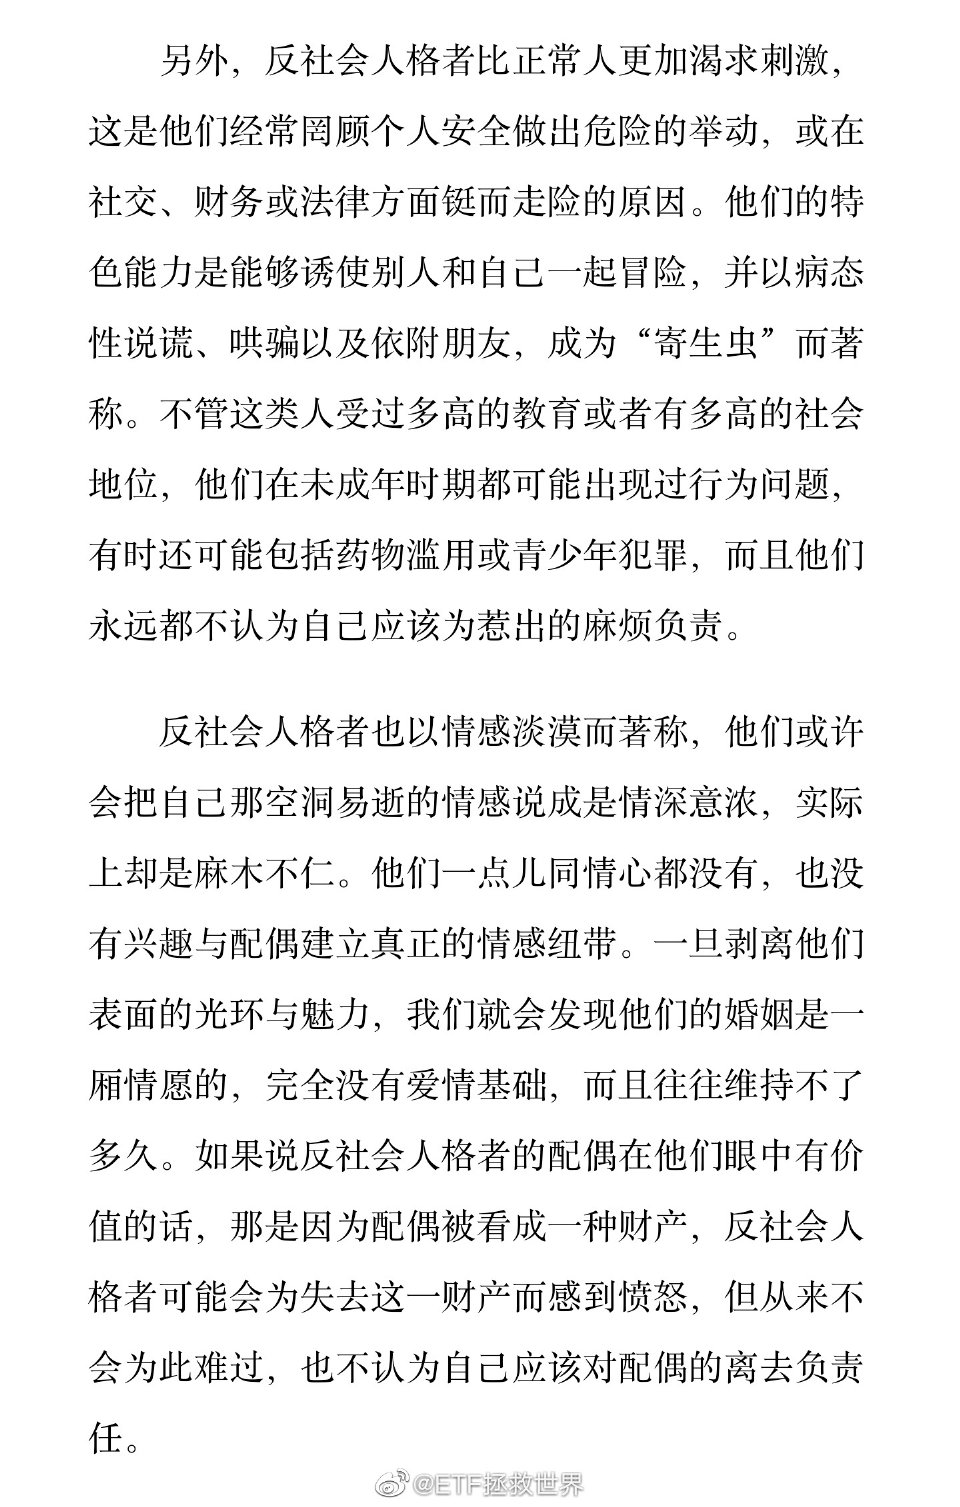 另外，反社会人格者比正常人更加渴求刺激，
这是他们经常罔顾个人安全做出危险的举动，或在
社交、财务或法律方面铤而走险的原因。他们的特
色能力是能够诱使别人和自己一起冒险，并以病态
性说谎、哄骗以及依附朋友，成为“寄生虫”而著
称。不管这类人受过多高的教育或者有多高的社会
地位，他们在未成年时期都可能出现过行为问题，
有时还可能包括药物滥用或青少年犯罪，而且他们
永远都不认为自己应该为惹出的麻烦负责。
反社会人格者也以情感淡漠而著称，他们或许
会把自己那空洞易逝的情感说成是情深意浓，实际
上却是麻木不仁。他们一点儿同情心都没有，也没
有兴趣与配偶建立真正的情感纽带。一旦剥离他们
表面的光环与魅力，我们就会发现他们的婚姻是一
厢情愿的，完全没有爱情基础，而且往往维持不了
多久。如果说反社会人格者的配偶在他们眼中有价
值的话，那是因为配偶被看成一种财产，反社会人
格者可能会为失去这一财产而感到愤怒，但从来不
会为此难过，也不认为自己应该对配偶的离去负责
任。
@ETF拯救世界